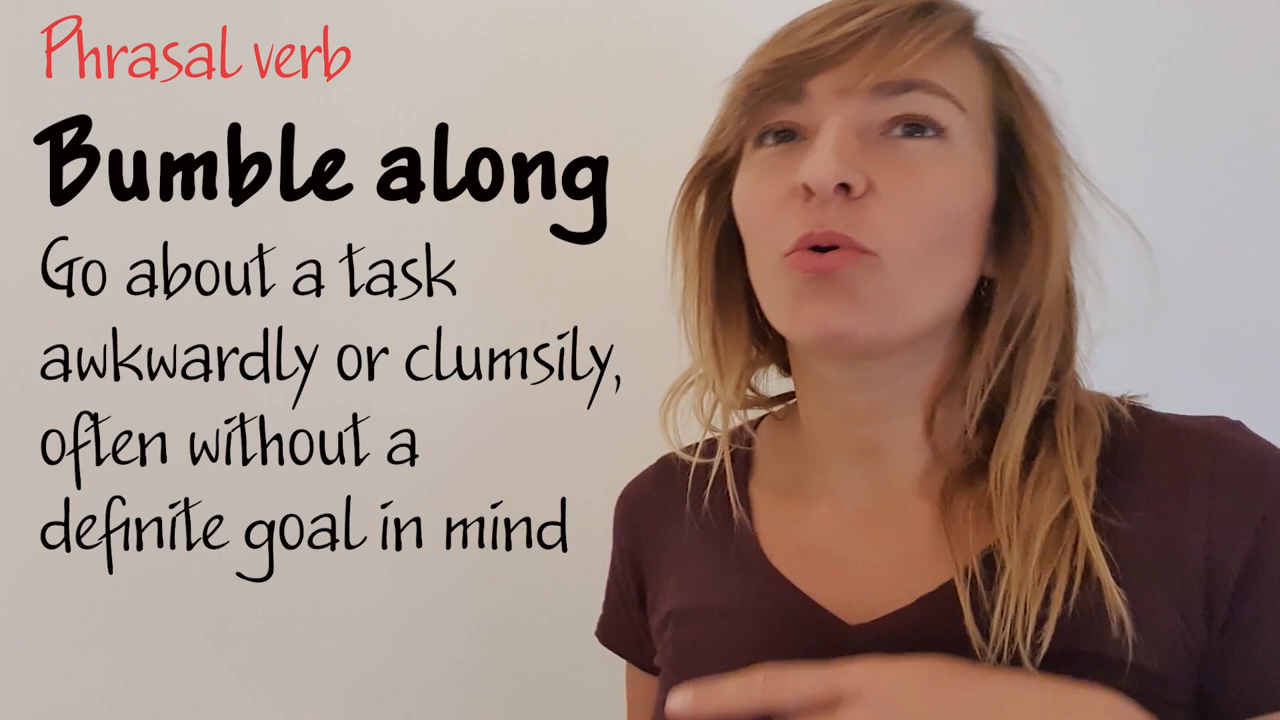 Phrasal verb
Bumble along
Go about a task
awkwardly or clumsily,
often without a
definite goal in mind